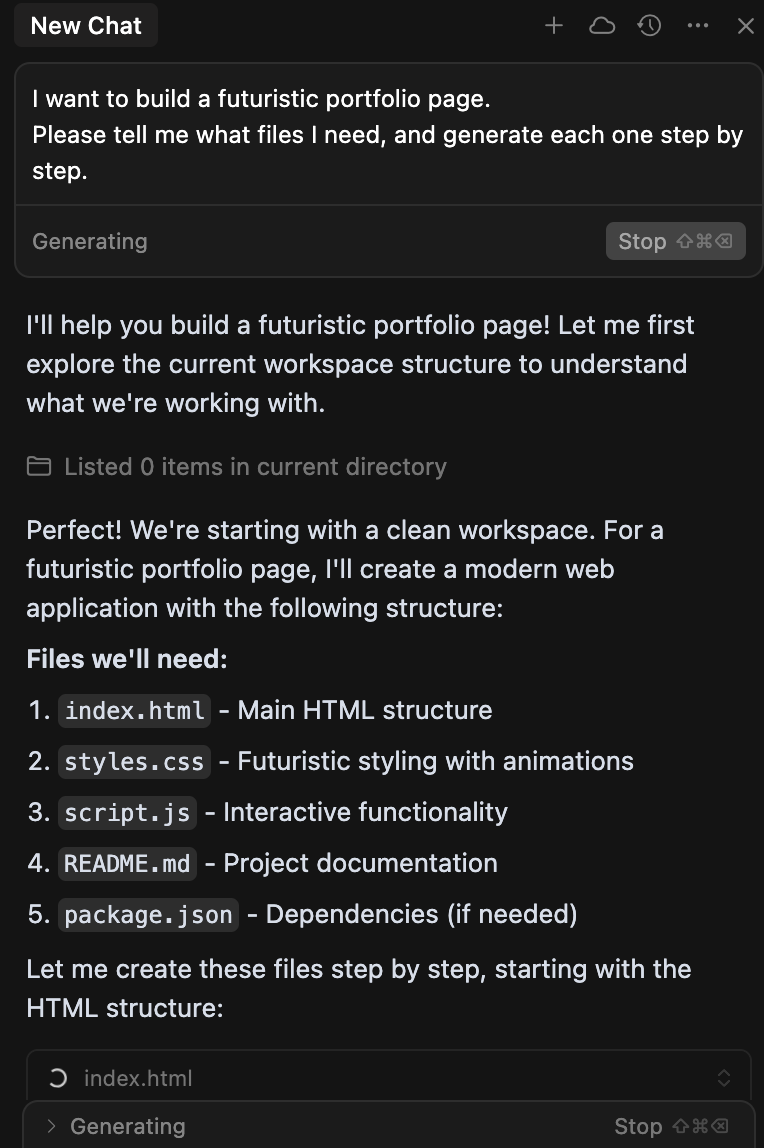 New Chat
I want to build a futuristic portfolio page.
Please tell me what files I need, and generate each one step by
step.
Generating
Stop ⇧⌘⌫
I'll help you build a futuristic portfolio page! Let me first
explore the current workspace structure to understand
what we're working with.
Listed 0 items in current directory
Perfect! We're starting with a clean workspace. For a
futuristic portfolio page, I'll create a modern web
application with the following structure:
Files we'll need:
1. index.html - Main HTML structure
2. styles.css - Futuristic styling with animations
3. script.js - Interactive functionality
4. README.md - Project documentation
5. package.json - Dependencies (if needed)
Let me create these files step by step, starting with the
HTML structure:
index.html
Generating
Stop ⇧⌘⌫